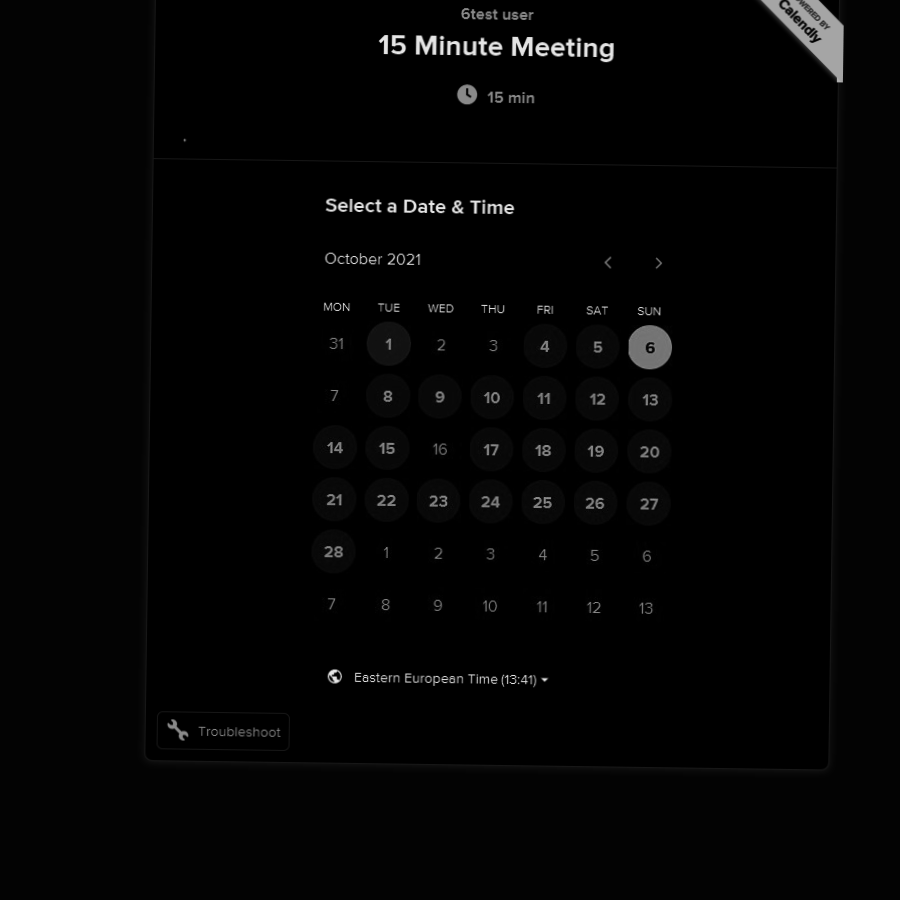 6test user
15 Minute Meeting
15 min
POWERED BY
Calendly
Select a Date & Time
October 2021
MON TUE WED THU FRI SAT SUN
31 1 2 3 4 5 6
7 8 9 10 11 12 13
14 15 16 17 18 19 20
21 22 23 24 25 26 27
28 1 2 3 4 5 6
7 8 9 10 11 12 13
Eastern European Time (13:41)
Troubleshoot